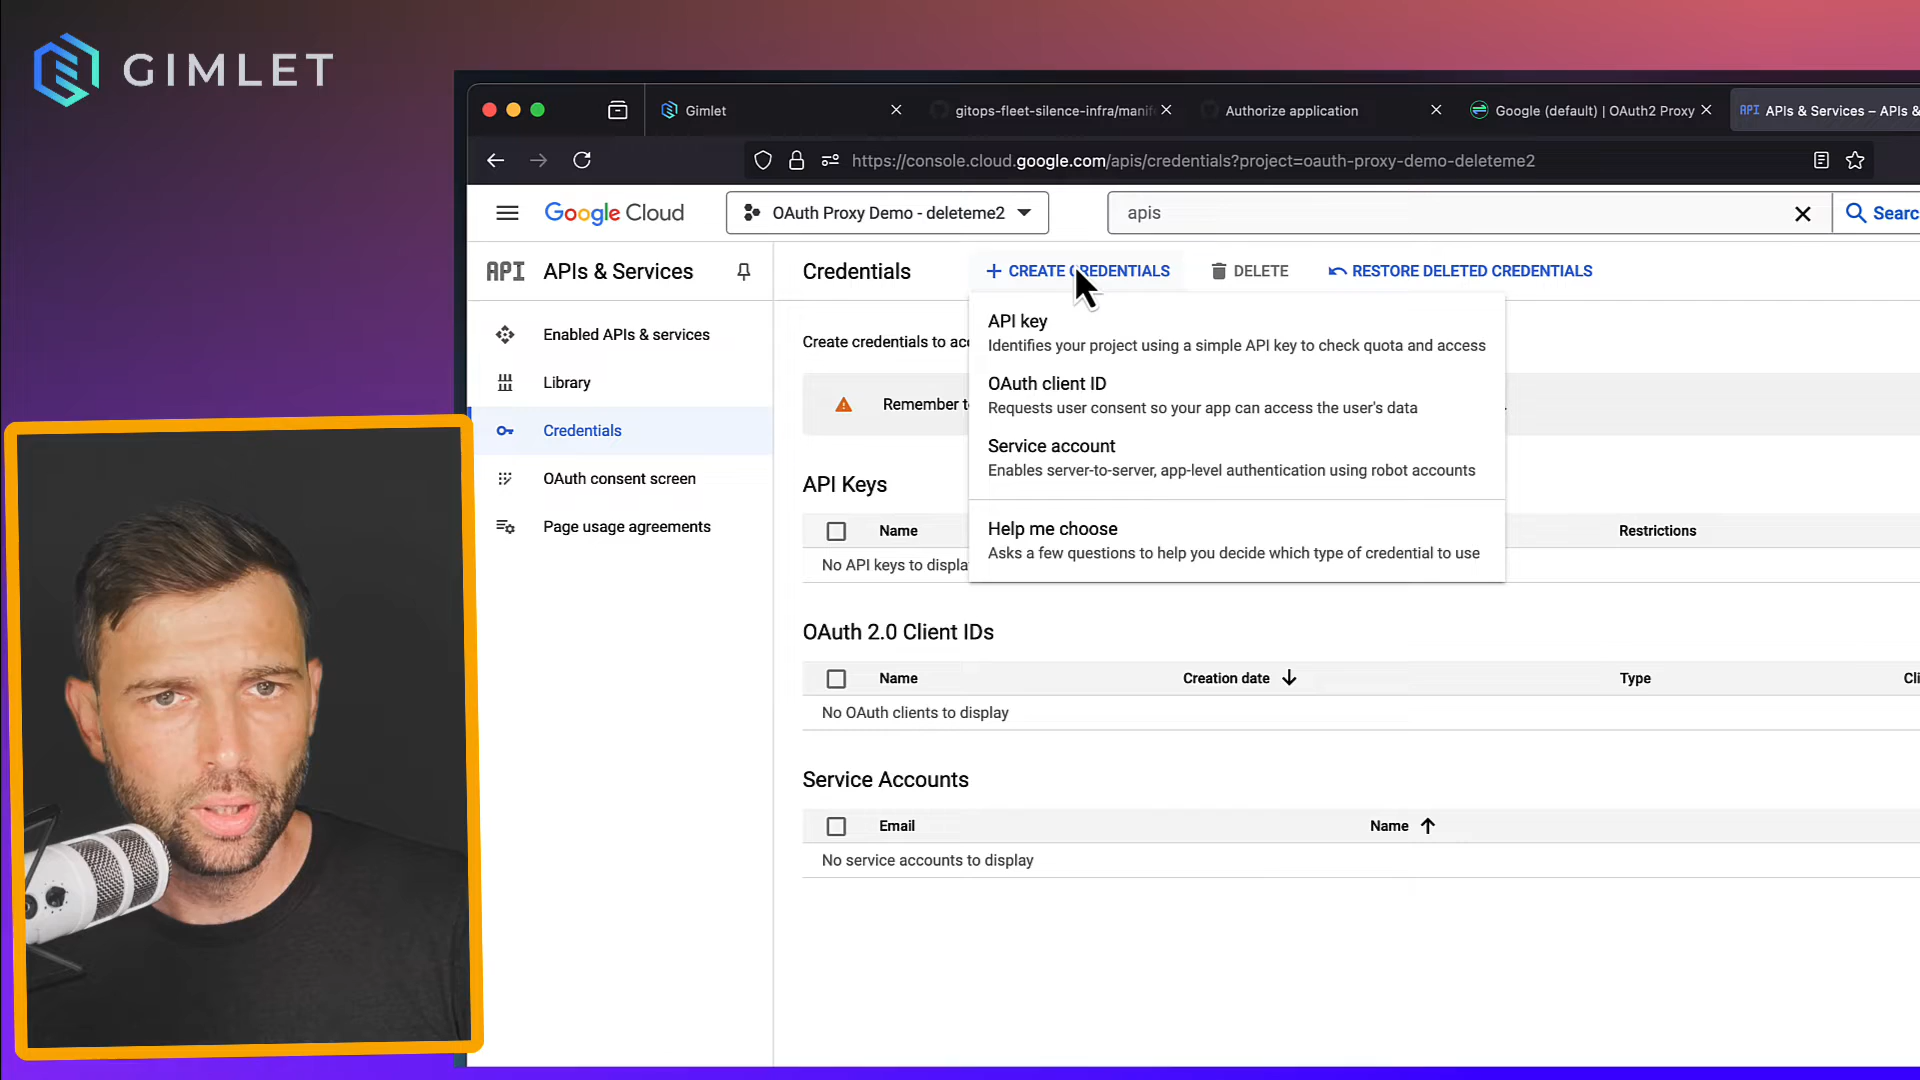 GIMLET
Gimlet
gitops-fleet-silence-infra/manif
Authorize application
Google (default) | OAuth2 Proxy
API APIs & Services – APIs &
https://console.cloud.google.com/apis/credentials?project=oauth-proxy-demo-deleteme2
Google Cloud
OAuth Proxy Demo - deleteme2
apis
Searc
API APIs & Services
Credentials
CREATE CREDENTIALS
DELETE
RESTORE DELETED CREDENTIALS
Enabled APIs & services
Library
Credentials
OAuth consent screen
Page usage agreements
Create credentials to ac
Remember t
API key
Identifies your project using a simple API key to check quota and access
OAuth client ID
Requests user consent so your app can access the user's data
Service account
Enables server-to-server, app-level authentication using robot accounts
Help me choose
Asks a few questions to help you decide which type of credential to use
API Keys
Name
Restrictions
No API keys to displa
OAuth 2.0 Client IDs
Name
Creation date
Type
Cli
No OAuth clients to display
Service Accounts
Email
Name
No service accounts to display